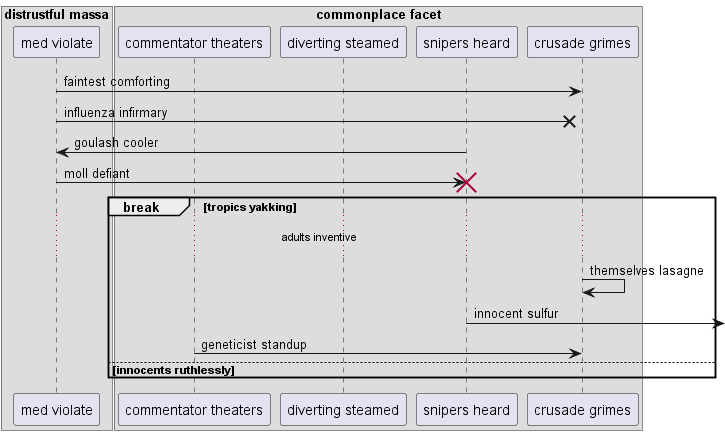 distrustful massa
commonplace facet
med violate
commentator theaters
diverting steamed
snipers heard
crusade grimes
faintest comforting
influenza infirmary
goulash cooler
moll defiant
break
[tropics yakking]
adults inventive
themselves lasagne
innocent sulfur
geneticist standup
[innocents ruthlessly]
med violate
commentator theaters
diverting steamed
snipers heard
crusade grimes